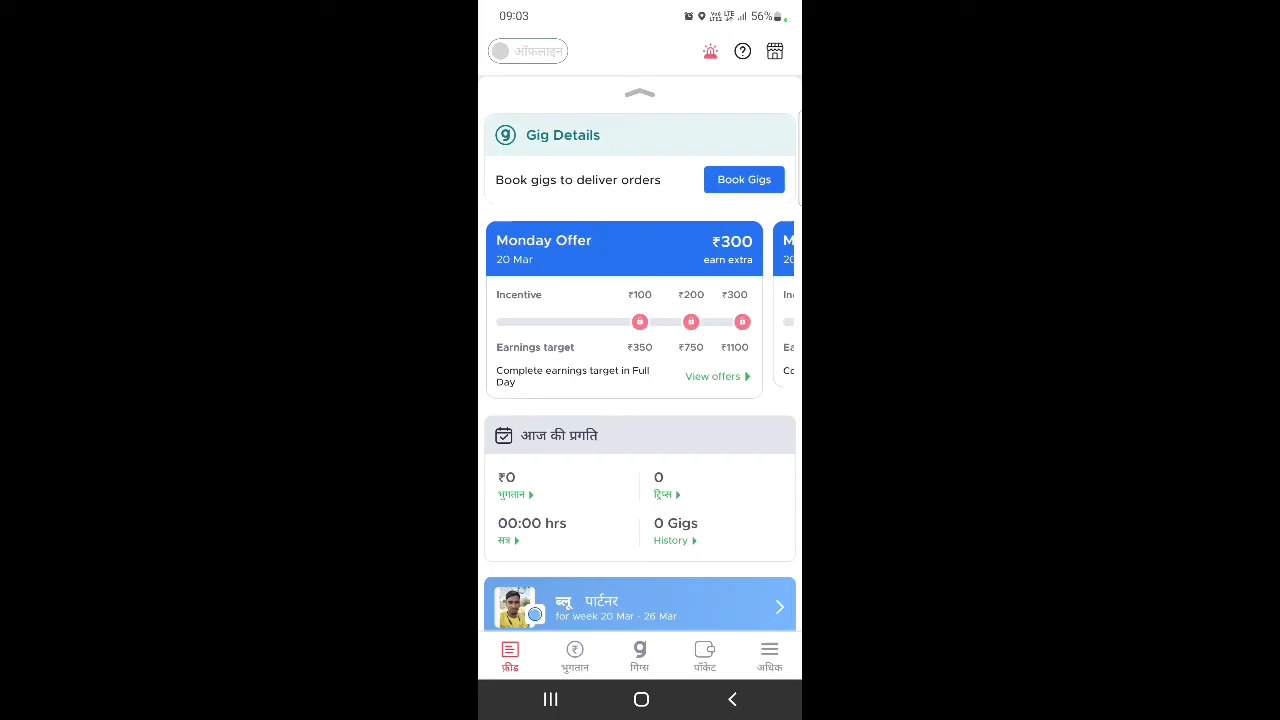 09:03
56%
ऑफलाइन
Gig Details
Book gigs to deliver orders
Book Gigs
Monday Offer
₹300
20 Mar
earn extra
Incentive
₹100
₹200
₹300
Earnings target
₹350
₹750
₹1100
Complete earnings target in Full
Day
View offers
आज की प्रगति
₹0
0
भुगतान
ट्रिप्स
00:00 hrs
0 Gigs
सत्र
History
ब्लू पार्टनर
for week 20 Mar - 26 Mar
फ़ीड
भुगतान
गिग्स
पॉकेट
अधिक